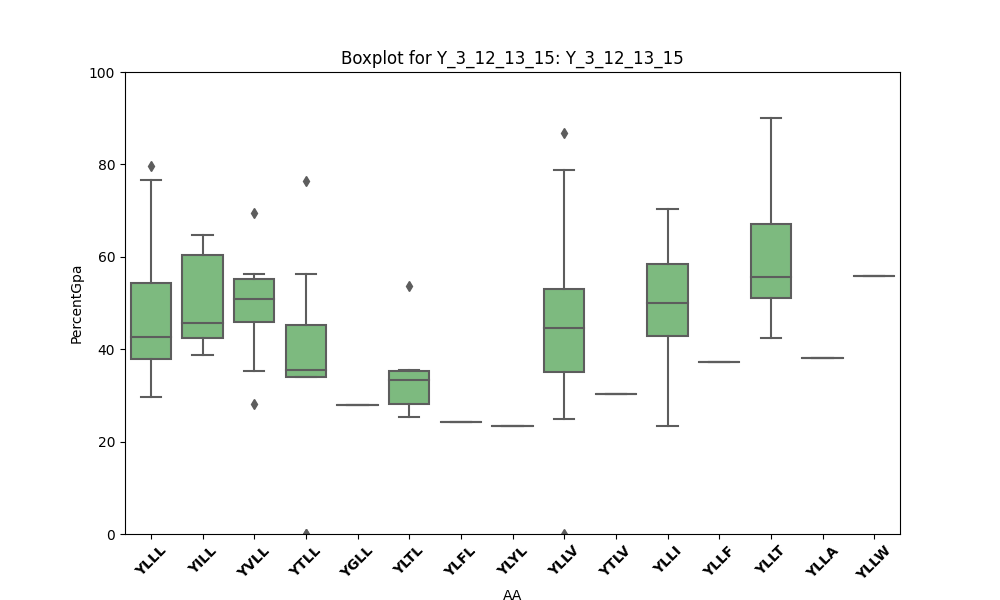 Boxplot for Y_3_12_13_15: Y_3_12_13_15
100
80
60
40
20
0
PercentGpa
YLLL YILL YVLL YTLL YGLL YLTL YLFL YLYL YLLV YTLV YLLI YLLF YLLT YLLA YLLW
AA